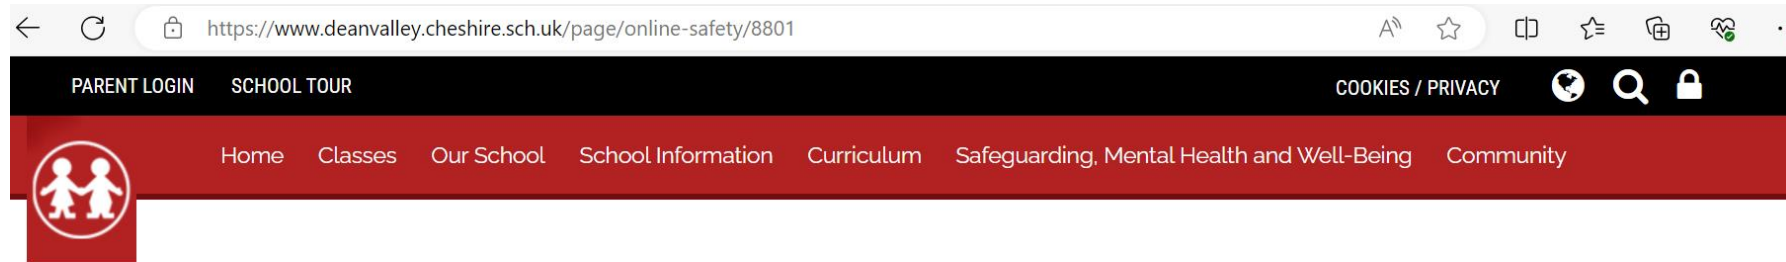 https://www.deanvalley.cheshire.sch.uk/page/online-safety/8801
PARENT LOGIN SCHOOL TOUR COOKIES / PRIVACY
Home Classes Our School School Information Curriculum Safeguarding, Mental Health and Well-Being Community